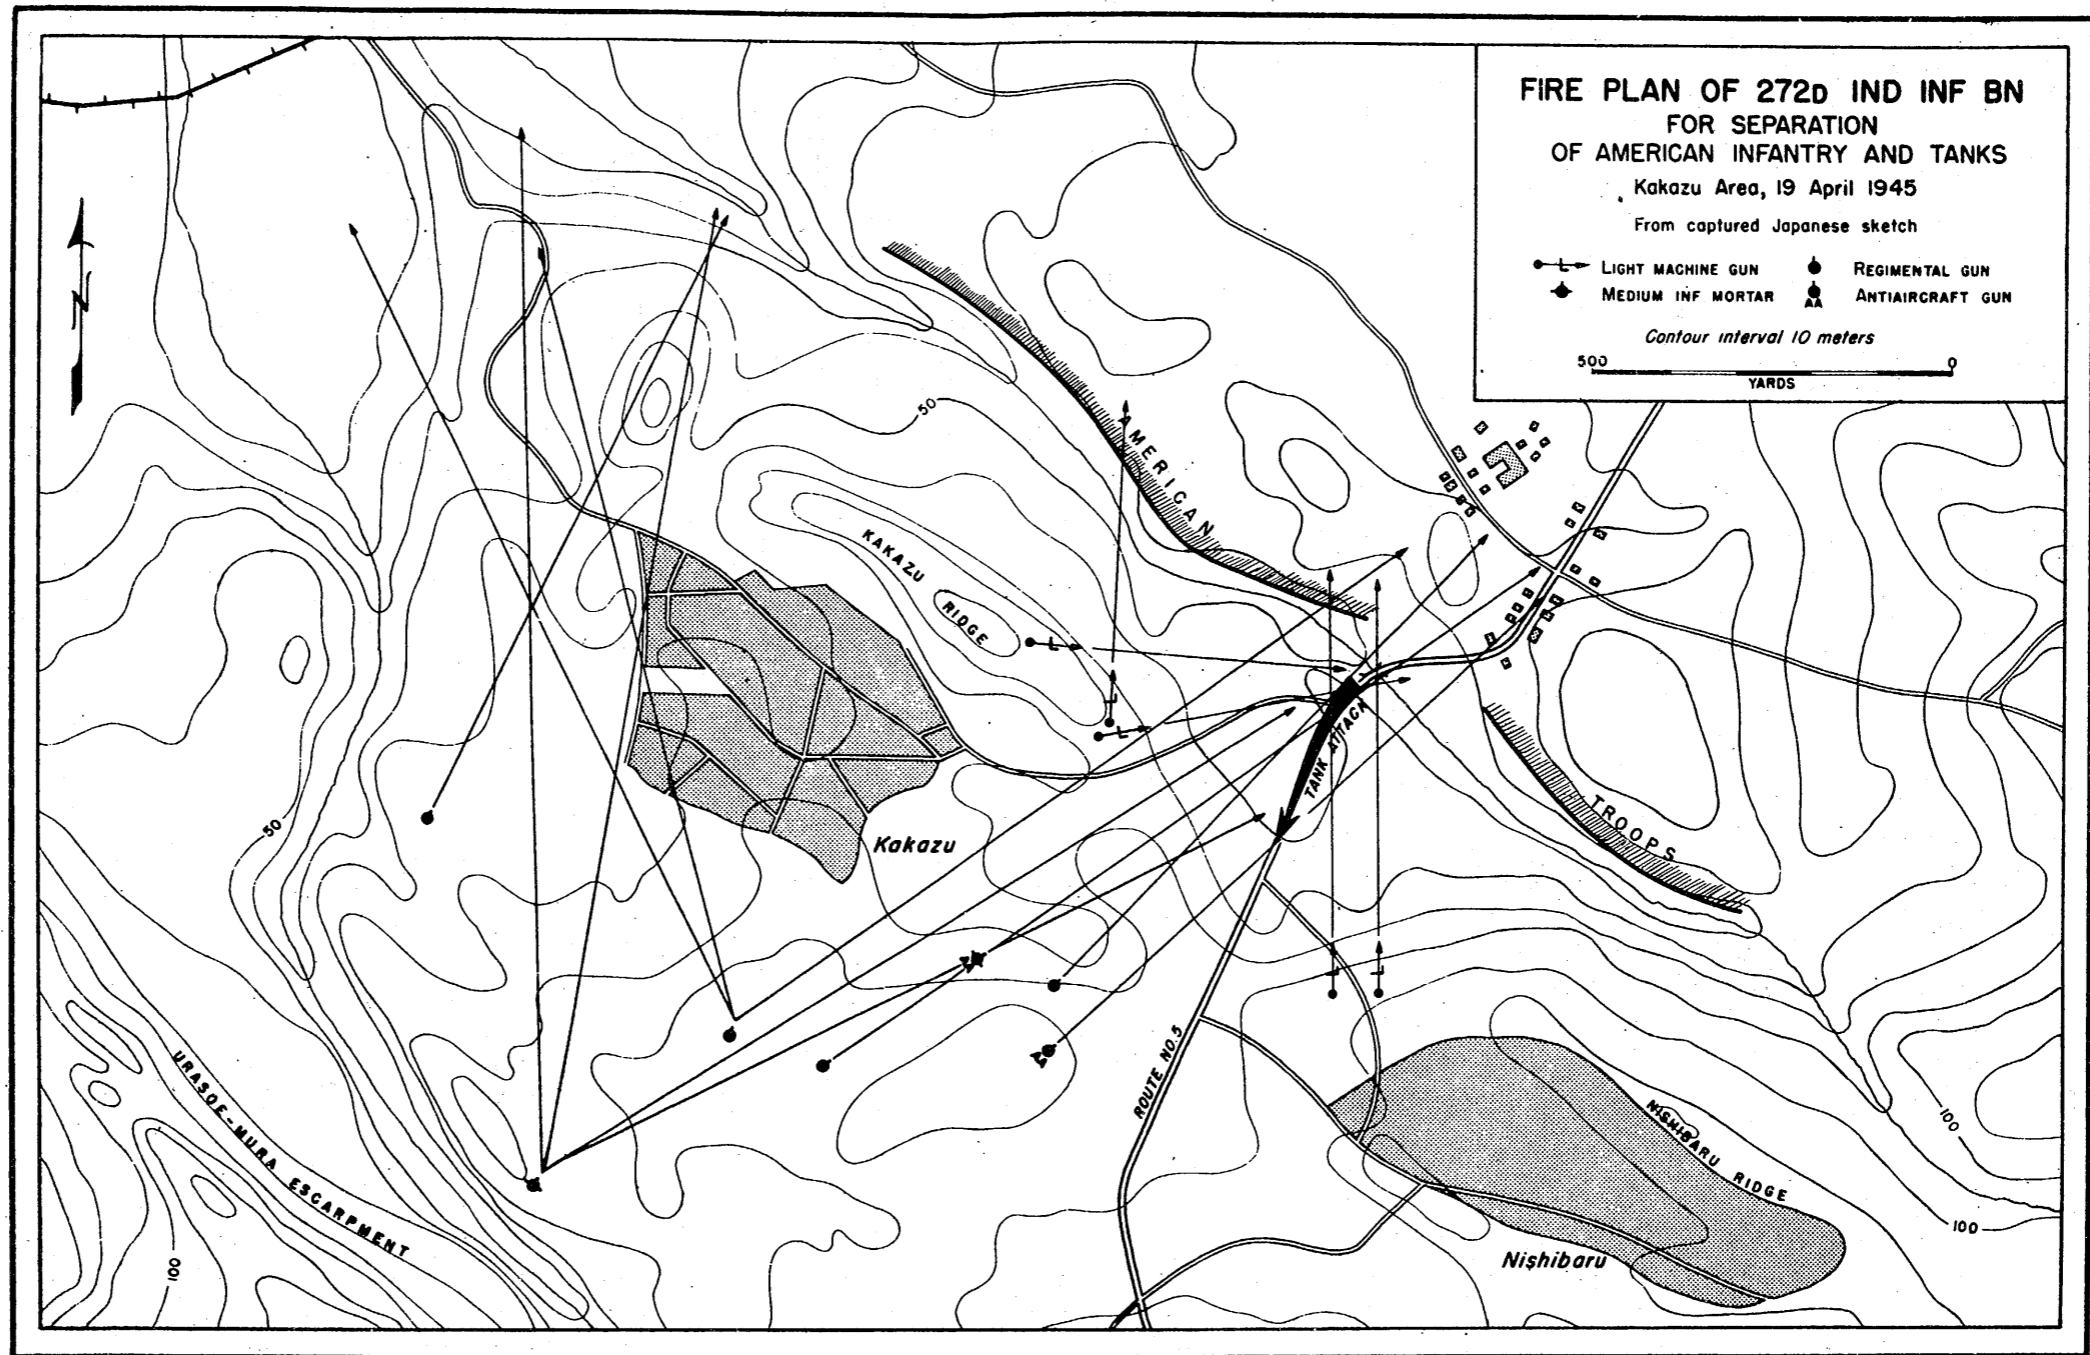 FIRE PLAN OF 272D IND INF BN
FOR SEPARATION
OF AMERICAN INFANTRY AND TANKS
Kakazu Area, 19 April 1945
From captured Japanese sketch
L LIGHT MACHINE GUN
REGIMENTAL GUN
MEDIUM INF MORTAR
AA ANTIAIRCRAFT GUN
Contour interval 10 meters
500 0
YARDS
N
50
AMERICAN
KAKAZU
RIDGE
L
L
L
TANK ATTACK
TROOPS
50
Kakazu
AA
L
L
AA
ROUTE NO. 5
URASOE-MURA ESCARPMENT
NISHIBARU RIDGE
100
100
100
Nishibaru